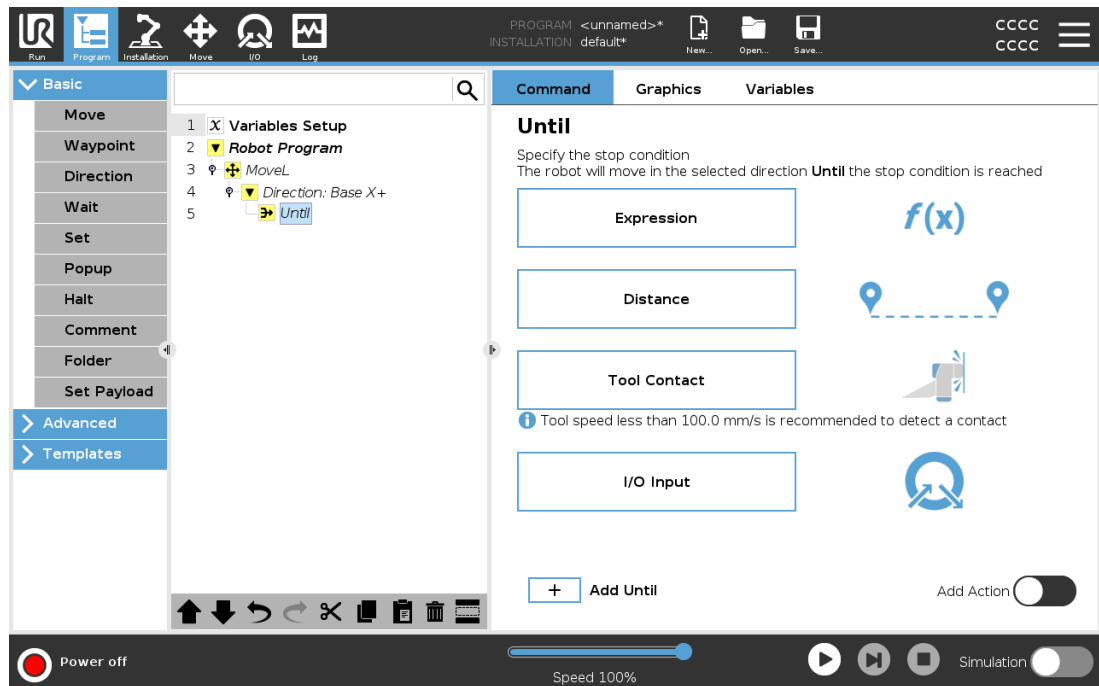 PROGRAM <unnamed>*
INSTALLATION default*
Run Program Installation Move I/O Log
New... Open... Save...
CCCC
CCCC
Basic
Move
Waypoint
Direction
Wait
Set
Popup
Halt
Comment
Folder
Set Payload
Advanced
Templates
1 X Variables Setup
2 Robot Program
3 MoveL
4 Direction: Base X+
5 Until
Command Graphics Variables
Until
Specify the stop condition
The robot will move in the selected direction Until the stop condition is reached
Expression
f(x)
Distance
Tool Contact
Tool speed less than 100.0 mm/s is recommended to detect a contact
I/O Input
+ Add Until
Add Action
Power off
Speed 100%
Simulation